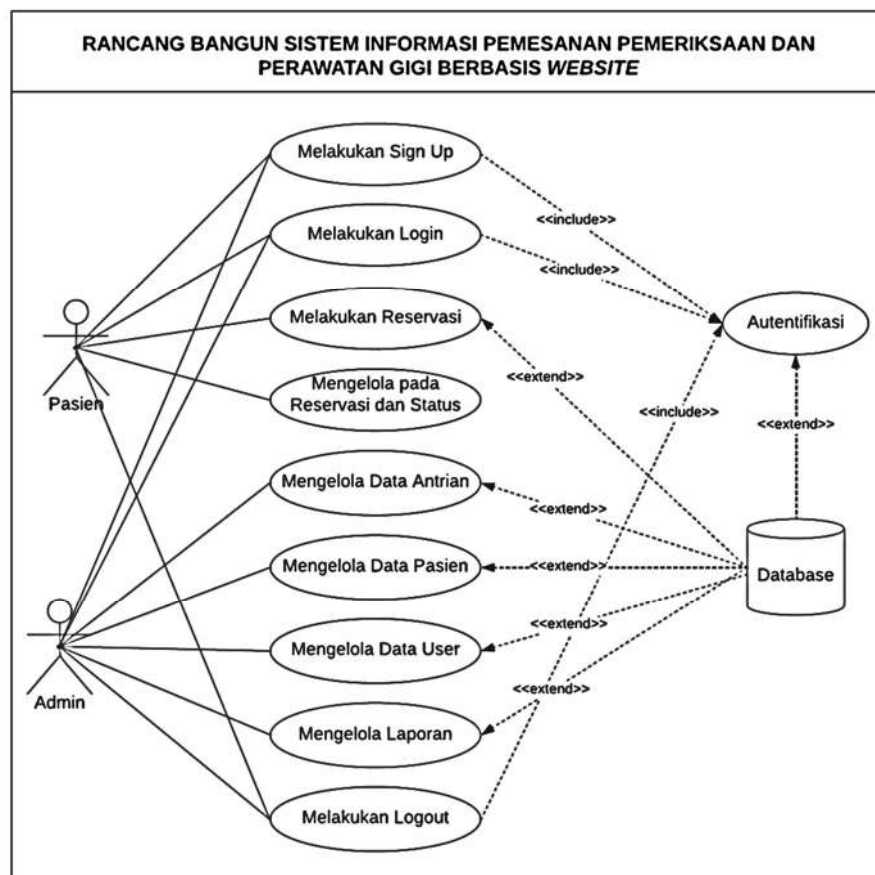 RANCANG BANGUN SISTEM INFORMASI PEMESANAN PEMERIKSAAN DAN
PERAWATAN GIGI BERBASIS WEBSITE
Melakukan Sign Up
<<include>>
Melakukan Login
<<include>>
Melakukan Reservasi
Autentifikasi
Pasien
Mengelola pada
Reservasi dan Status
<<extend>>
<<include>>
<<extend>>
Mengelola Data Antrian
<<extend>>
Mengelola Data Pasien
<<extend>>
Database
Admin
Mengelola Data User
<<extend>>
<<extend>>
Mengelola Laporan
Melakukan Logout